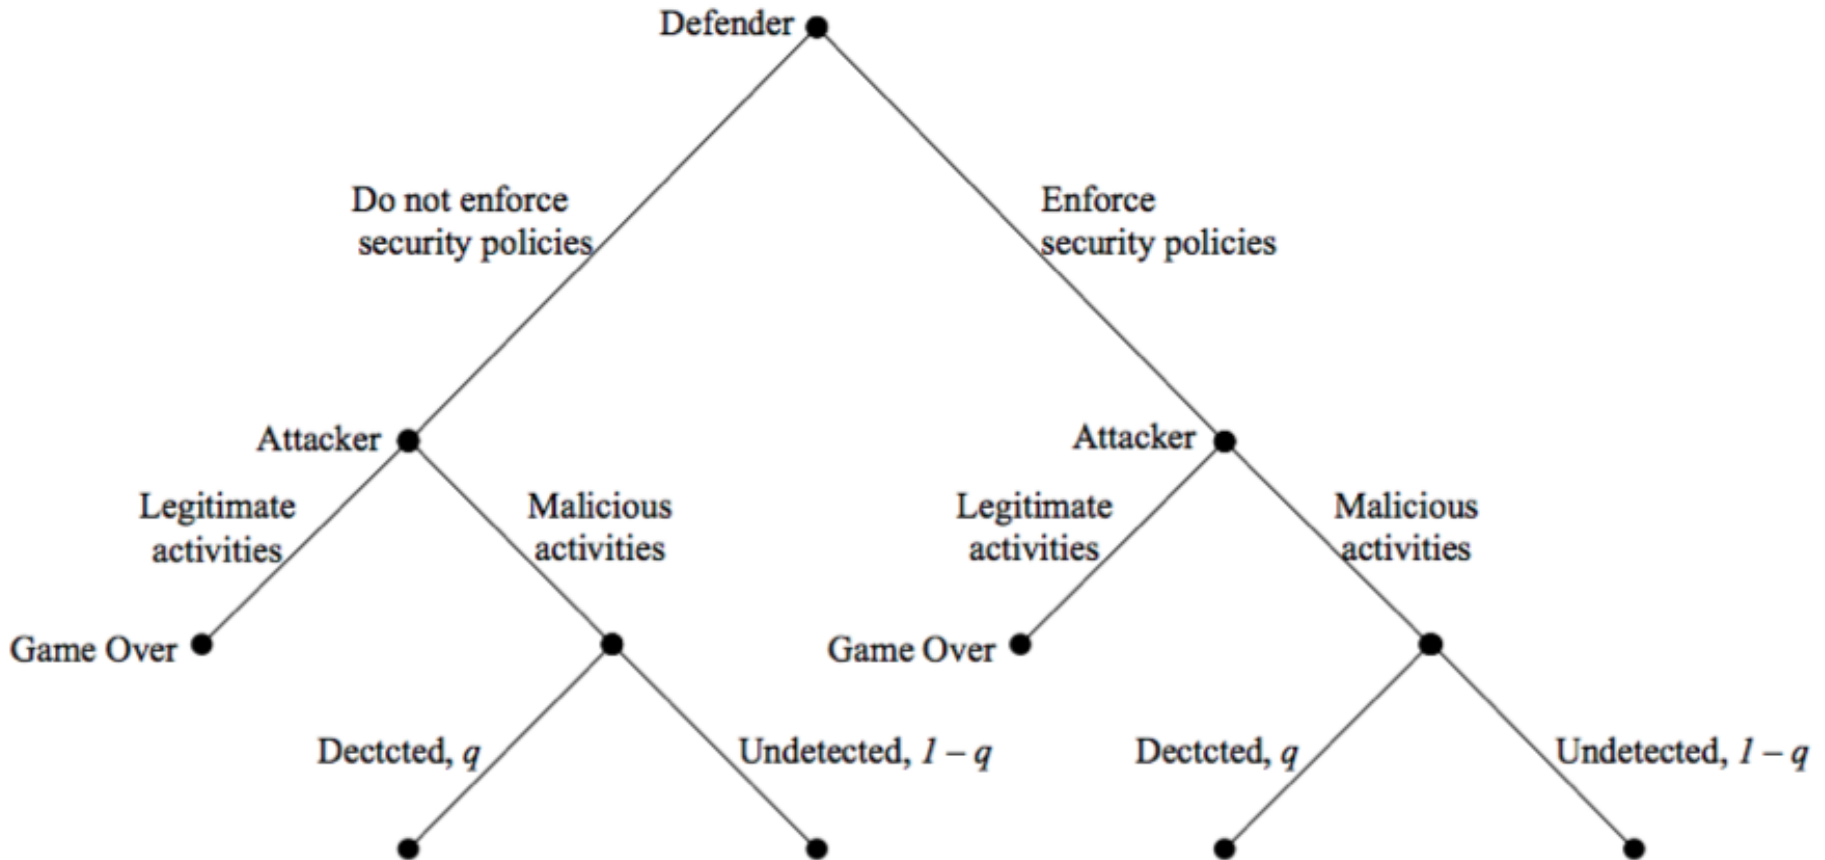 Defender
Do not enforce
security policies
Enforce
security policies
Attacker
Attacker
Legitimate
activities
Malicious
activities
Legitimate
activities
Malicious
activities
Game Over
Game Over
Dectcted, q
Undetected, 1 – q
Dectcted, q
Undetected, 1 – q